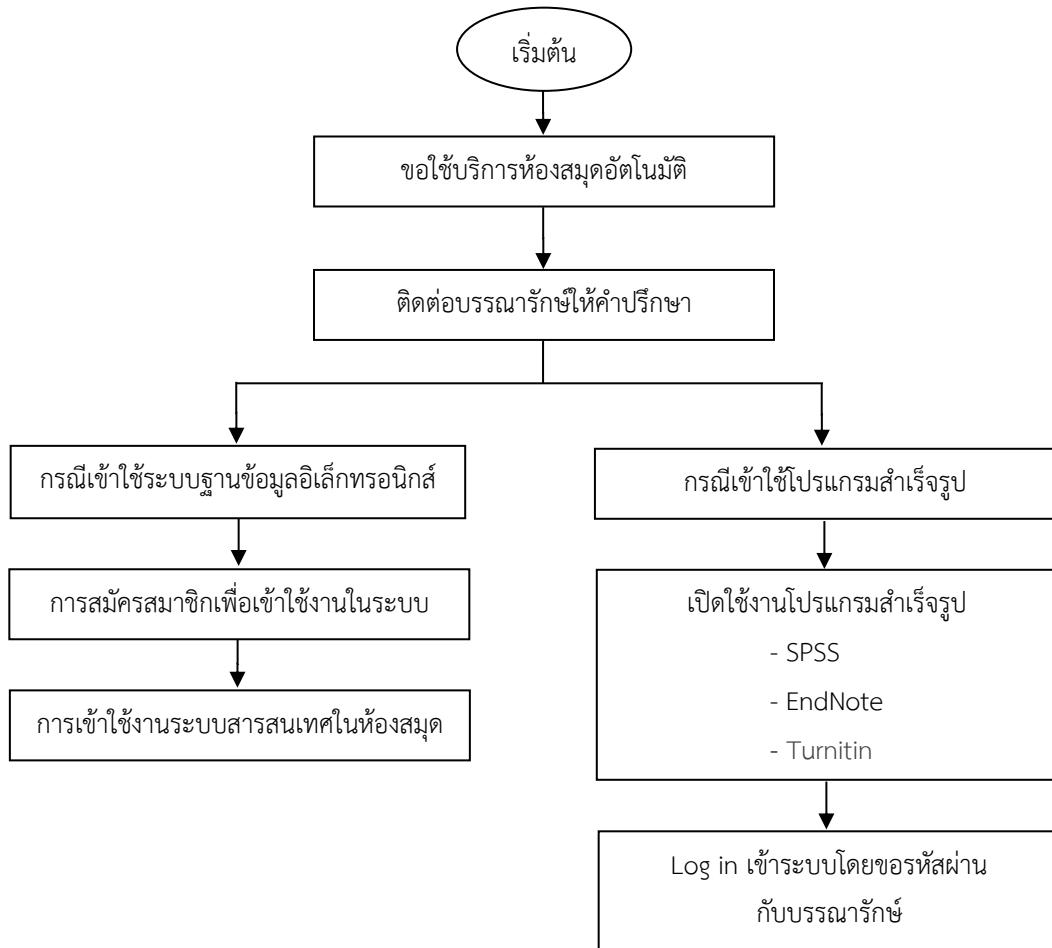 เริ่มต้น
ขอใช้บริการห้องสมุดอัตโนมัติ
ติดต่อบรรณารักษ์ให้คำปรึกษา
กรณีเข้าใช้ระบบฐานข้อมูลอิเล็กทรอนิกส์
การสมัครสมาชิกเพื่อเข้าใช้งานในระบบ
การเข้าใช้งานระบบสารสนเทศในห้องสมุด
กรณีเข้าใช้โปรแกรมสำเร็จรูป
เปิดใช้งานโปรแกรมสำเร็จรูป
- SPSS
- EndNote
- Turnitin
Log in เข้าระบบโดยขอรหัสผ่าน
กับบรรณารักษ์